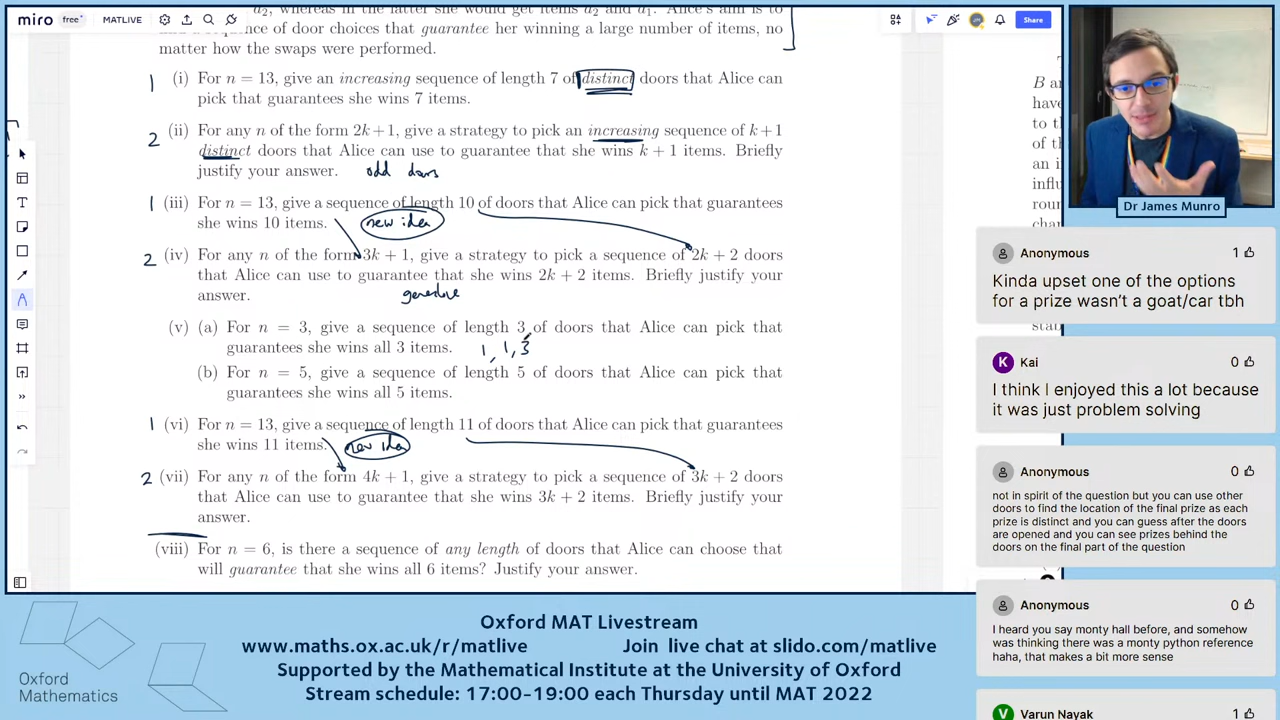 miro free
MATLIVE
Share
a₂, whereas in the latter she would get items a₂ and a₁. Alice's aim is to
find a sequence of door choices that guarantee her winning a large number of items, no
matter how the swaps were performed.
1 (i) For n = 13, give an increasing sequence of length 7 of distinct doors that Alice can
pick that guarantees she wins 7 items.
2 (ii) For any n of the form 2k+1, give a strategy to pick an increasing sequence of k+1
distinct doors that Alice can use to guarantee that she wins k + 1 items. Briefly
justify your answer. odd doors
1 (iii) For n = 13, give a sequence of length 10 of doors that Alice can pick that guarantees
she wins 10 items. new idea
2 (iv) For any n of the form 3k + 1, give a strategy to pick a sequence of 2k + 2 doors
that Alice can use to guarantee that she wins 2k + 2 items. Briefly justify your
answer.
(v) (a) For n = 3, give a sequence of length 3 of doors that Alice can pick that
guarantees she wins all 3 items. 1, 1, 3
(b) For n = 5, give a sequence of length 5 of doors that Alice can pick that
guarantees she wins all 5 items.
1 (vi) For n = 13, give a sequence of length 11 of doors that Alice can pick that guarantees
she wins 11 items. new idea
2 (vii) For any n of the form 4k + 1, give a strategy to pick a sequence of 3k + 2 doors
that Alice can use to guarantee that she wins 3k + 2 items. Briefly justify your
answer.
(viii) For n = 6, is there a sequence of any length of doors that Alice can choose that
will guarantee that she wins all 6 items? Justify your answer.
B
have
to th
of th
an i
influ
roun
char
Dr James Munro
Anonymous 1
Kinda upset one of the options
for a prize wasn't a goat/car tbh
K Kai 0
I think I enjoyed this a lot because
it was just problem solving
Anonymous 0
not in spirit of the question but you can use other
doors to find the location of the final prize as each
prize is distinct and you can guess after the doors
are opened and you can see prizes behind the
doors on the final part of the question
Anonymous 0
I heard you say monty hall before, and somehow
was thinking there was a monty python reference
haha, that makes a bit more sense
V Varun Nayak 1
Oxford
Mathematics
Oxford MAT Livestream
www.maths.ox.ac.uk/r/matlive Join live chat at slido.com/matlive
Supported by the Mathematical Institute at the University of Oxford
Stream schedule: 17:00-19:00 each Thursday until MAT 2022